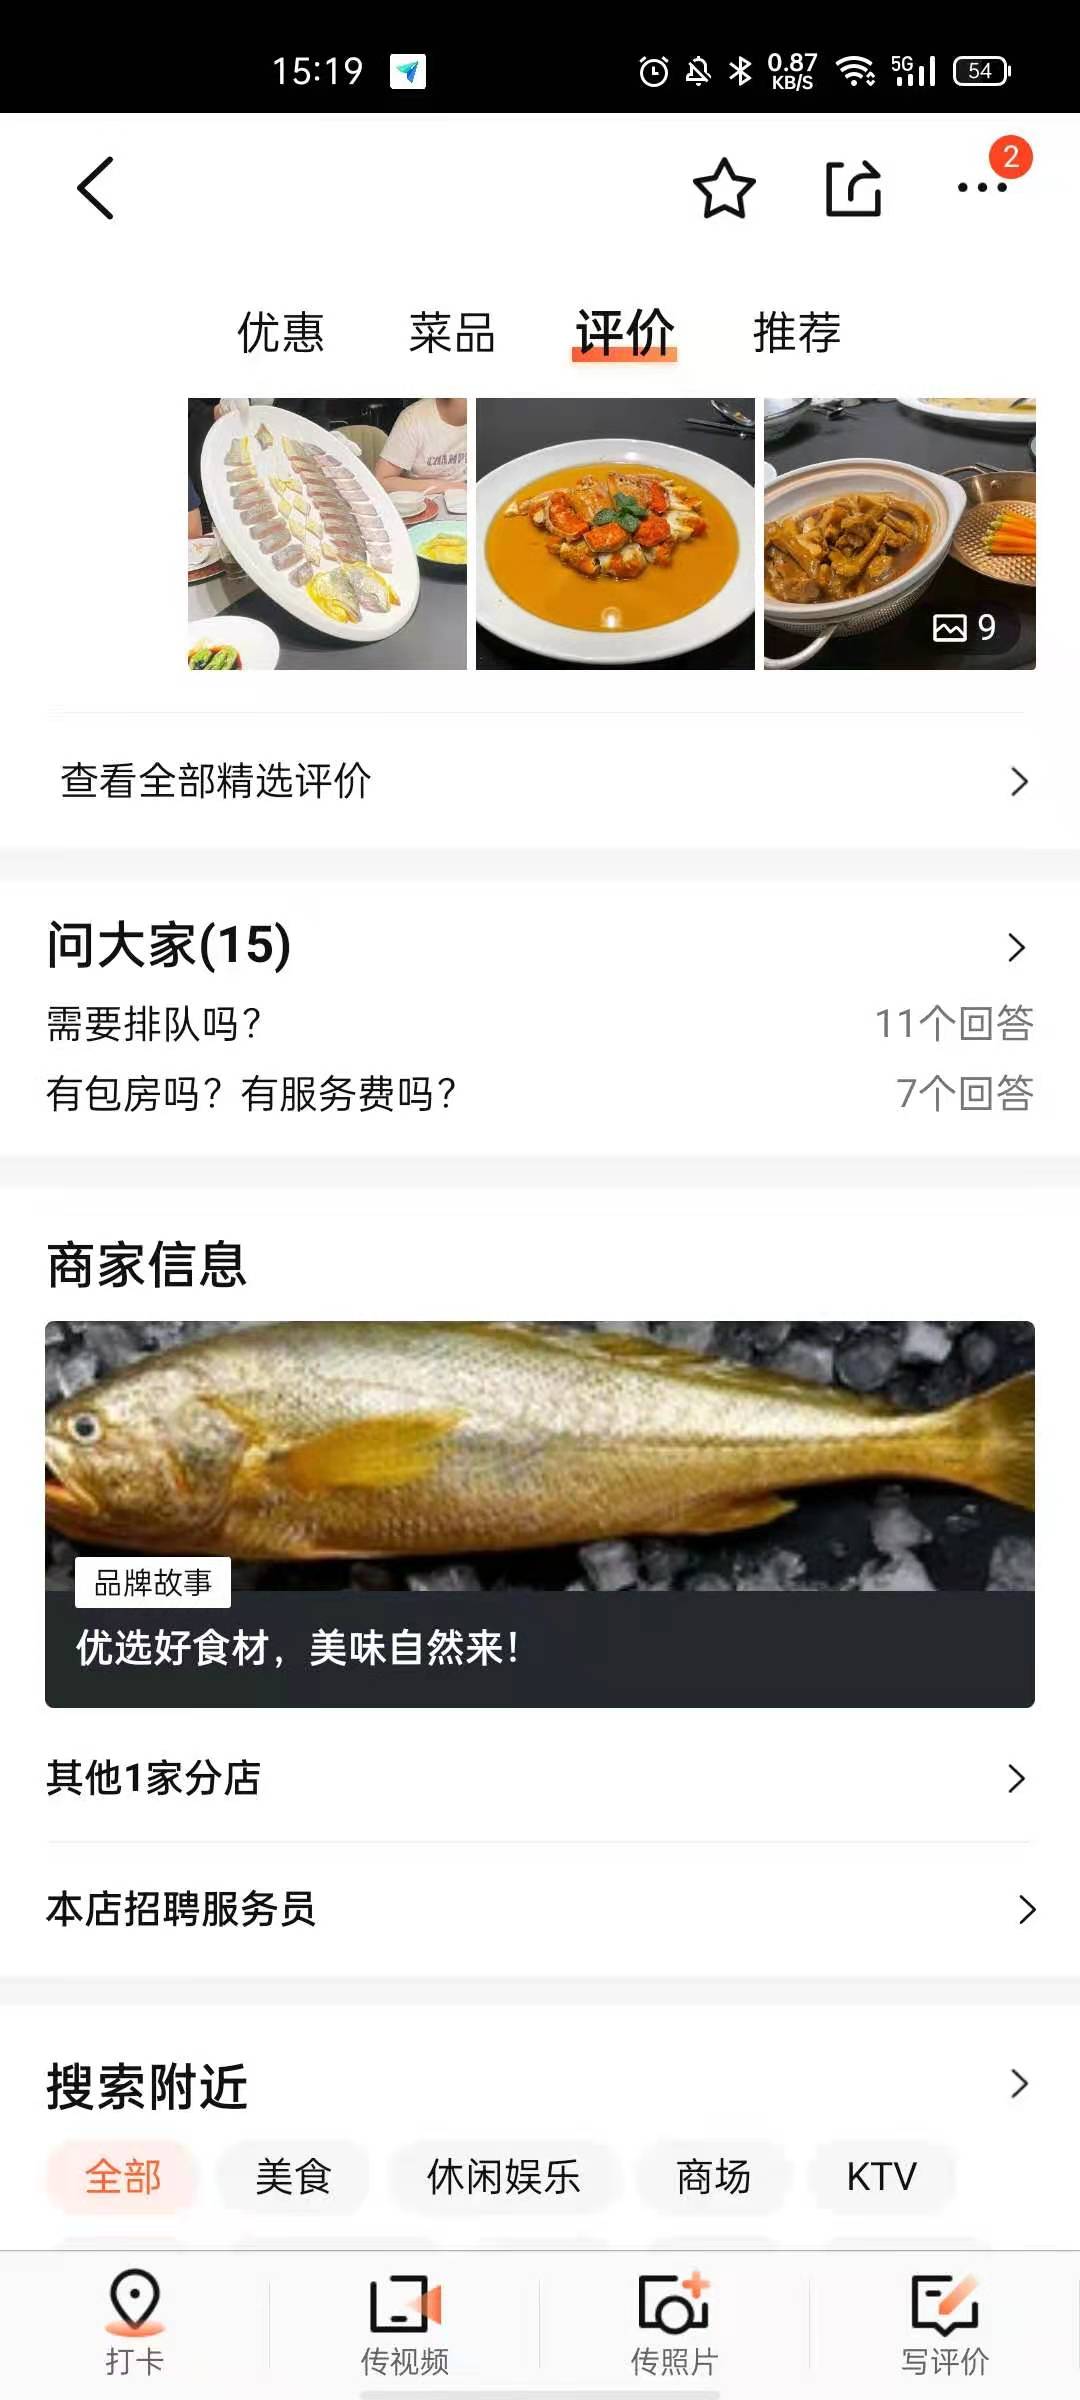 15:19
0.87
KB/S
5G
54
2
优惠
菜品
评价
推荐
9
查看全部精选评价
问大家(15)
需要排队吗？
11个回答
有包房吗？有服务费吗？
7个回答
商家信息
品牌故事
优选好食材，美味自然来！
其他1家分店
本店招聘服务员
搜索附近
全部
美食
休闲娱乐
商场
KTV
打卡
传视频
传照片
写评价